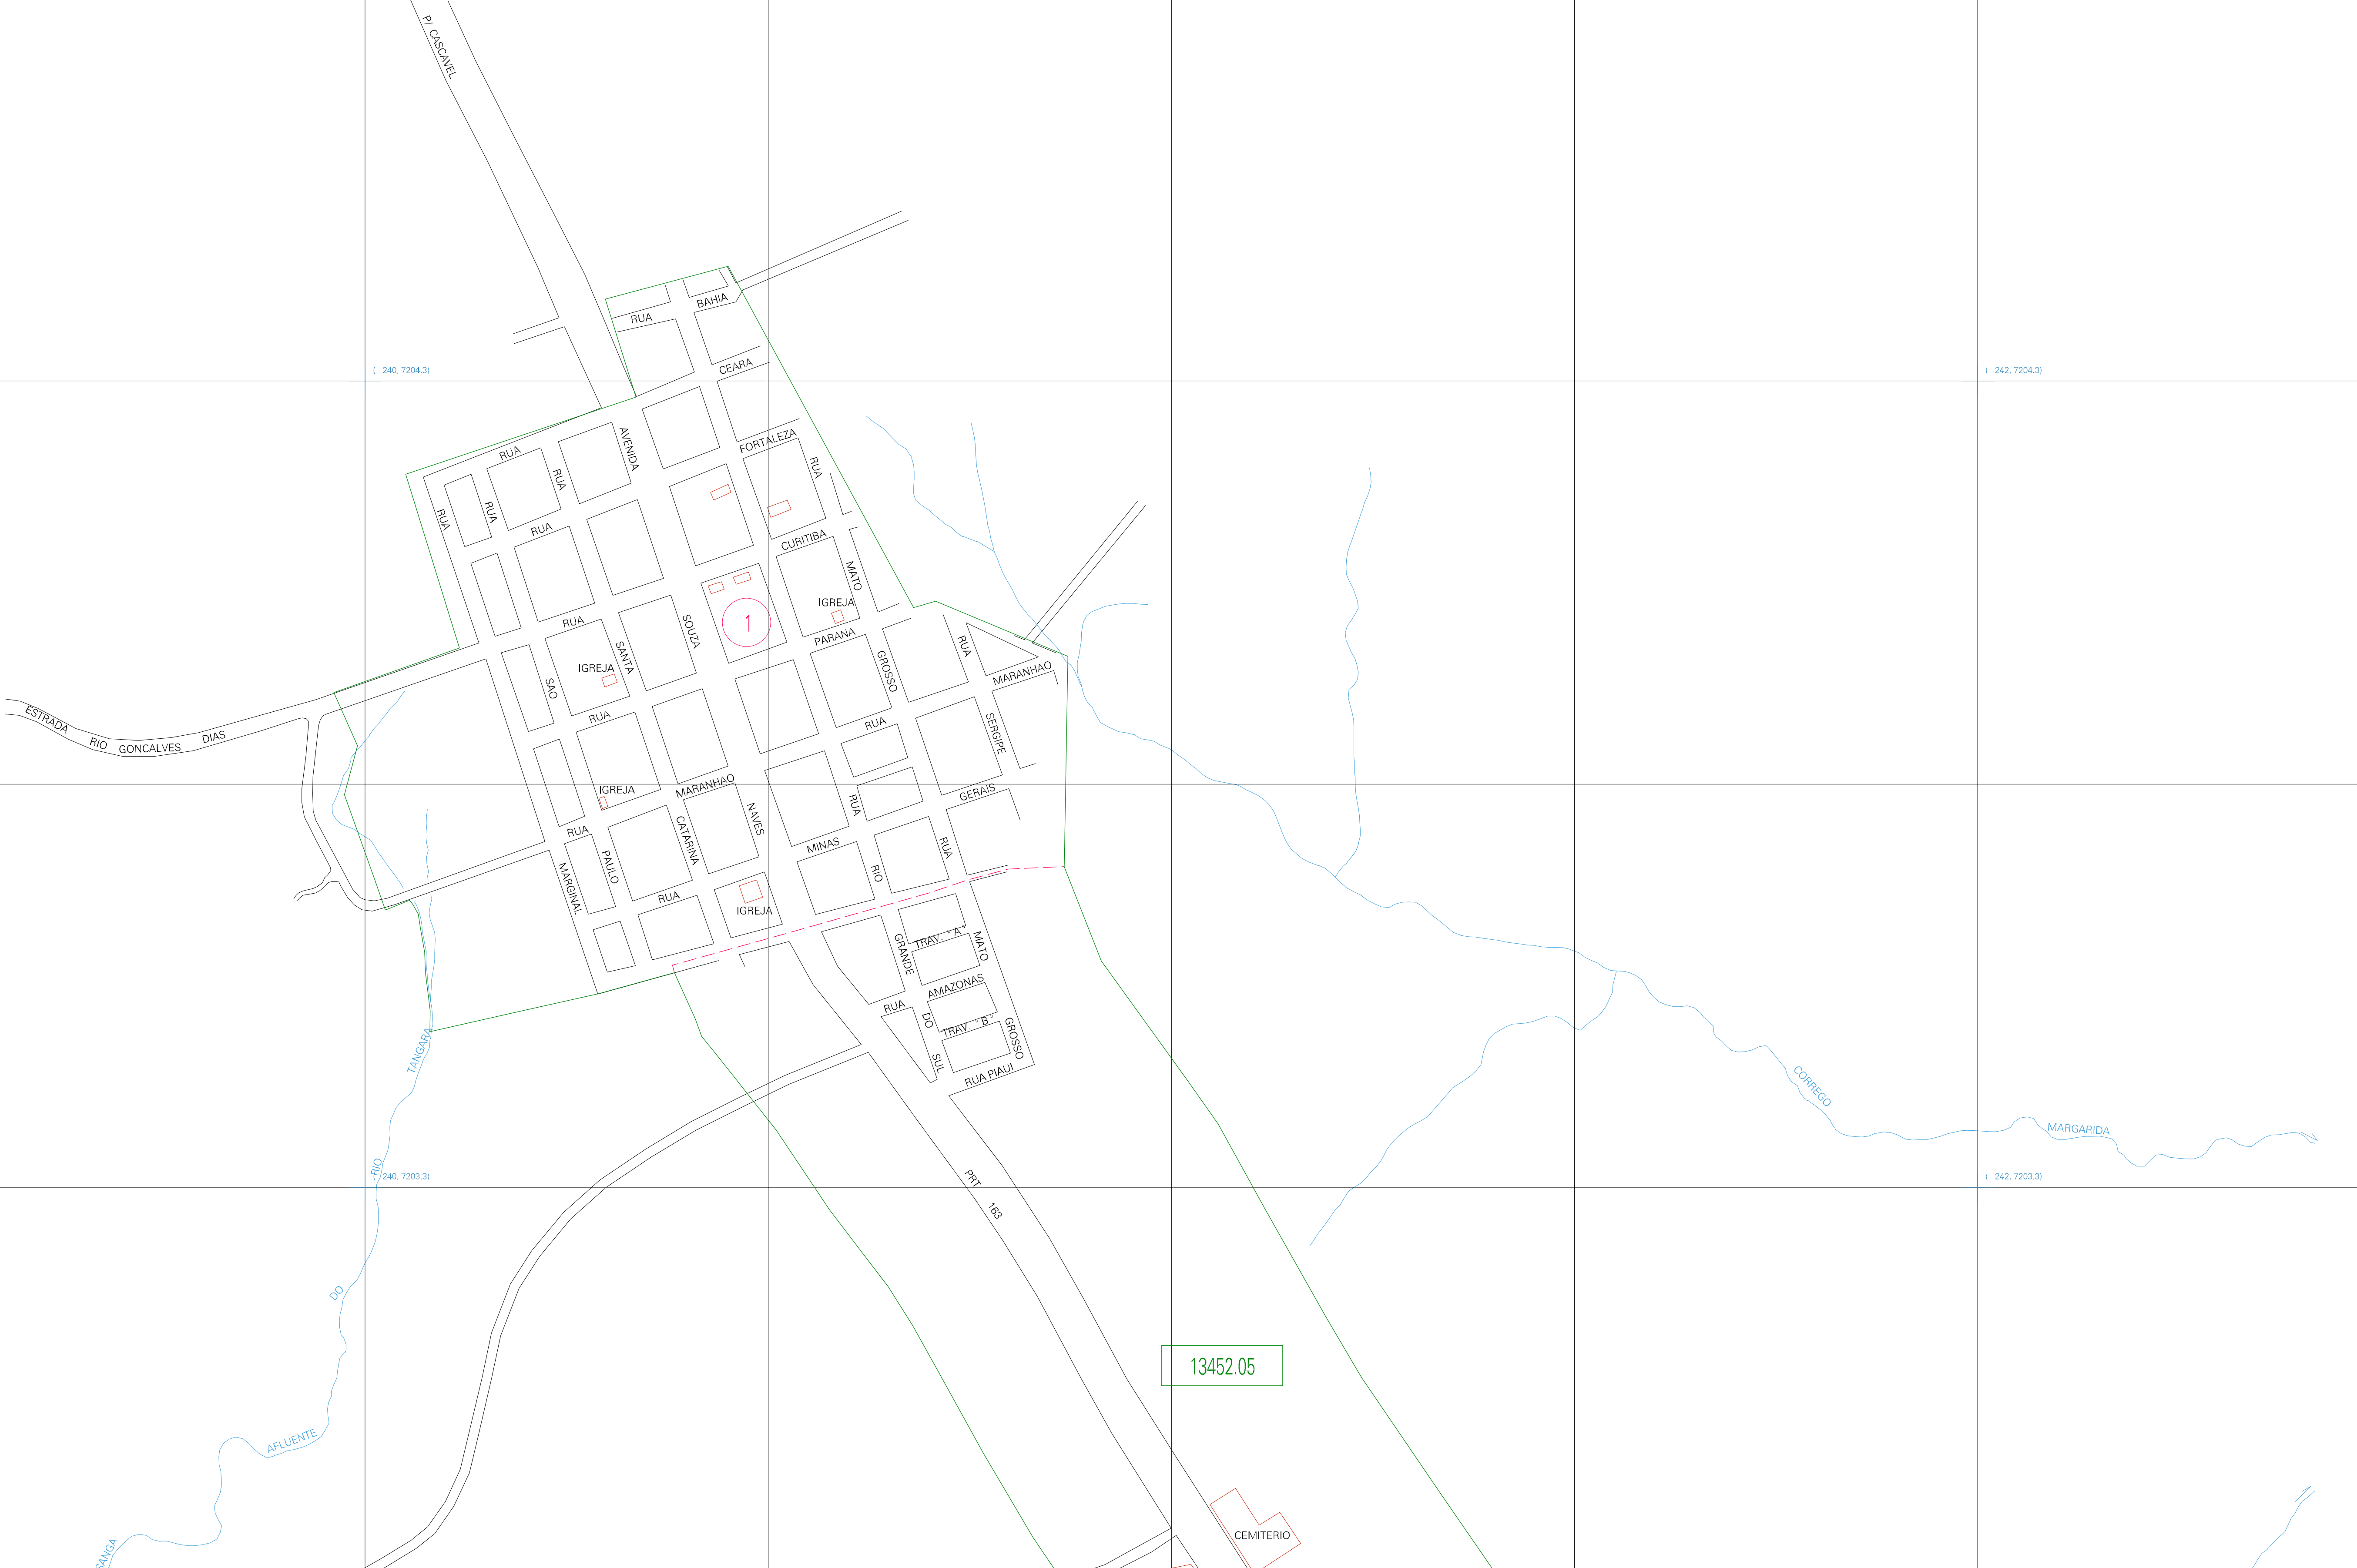 P/ CASCAVEL
RUA BAHIA
CEARA
( 240, 7204.3)
( 242, 7204.3)
RUA FORTALEZA
AVENIDA SOUZA NAVES
RUA CURITIBA
RUA MARGINAL
RUA SAO PAULO
RUA SANTA CATARINA
RUA MATO GROSSO
IGREJA
1
RUA PARANA
RUA SERGIPE
RUA MARANHAO
IGREJA
ESTRADA RIO GONCALVES DIAS
RUA MARANHAO
IGREJA
RUA MINAS GERAIS
RUA
RUA RIO GRANDE DO SUL
RUA MATO GROSSO
RUA
IGREJA
TRAV. "A"
RUA AMAZONAS
TRAV. "B"
RUA PIAUI
SANGA AFLUENTE DO RIO TANGARA
CORREGO MARGARIDA
( 240, 7203.3)
( 242, 7203.3)
PRT 163
13452.05
CEMITERIO